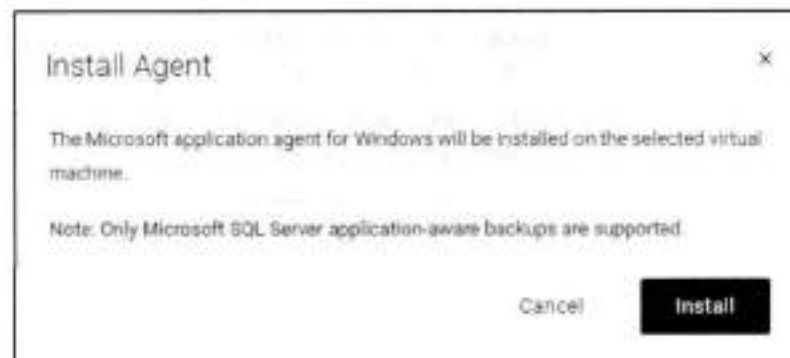 Install Agent
×
The Microsoft application agent for Windows will be installed on the selected virtual
machine.
Note: Only Microsoft SQL Server application-aware backups are supported
Cancel
Install